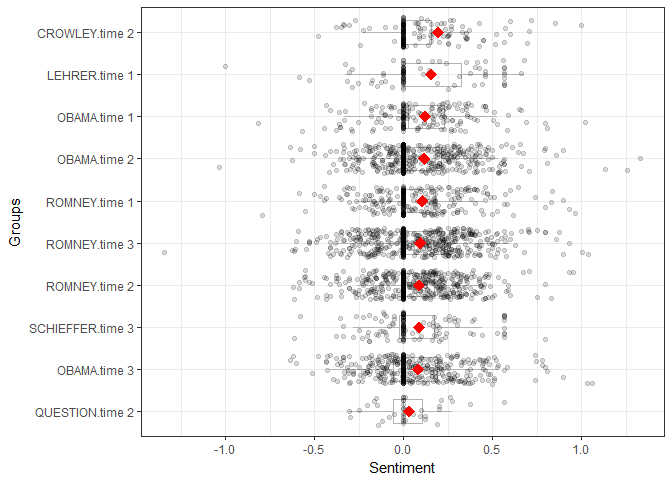 CROWLEY.time 2
LEHRER.time 1
OBAMA.time 1
OBAMA.time 2
ROMNEY.time 1
ROMNEY.time 3
ROMNEY.time 2
SCHIEFFER.time 3
OBAMA.time 3
QUESTION.time 2
Groups
-1.0 -0.5 0.0 0.5 1.0
Sentiment